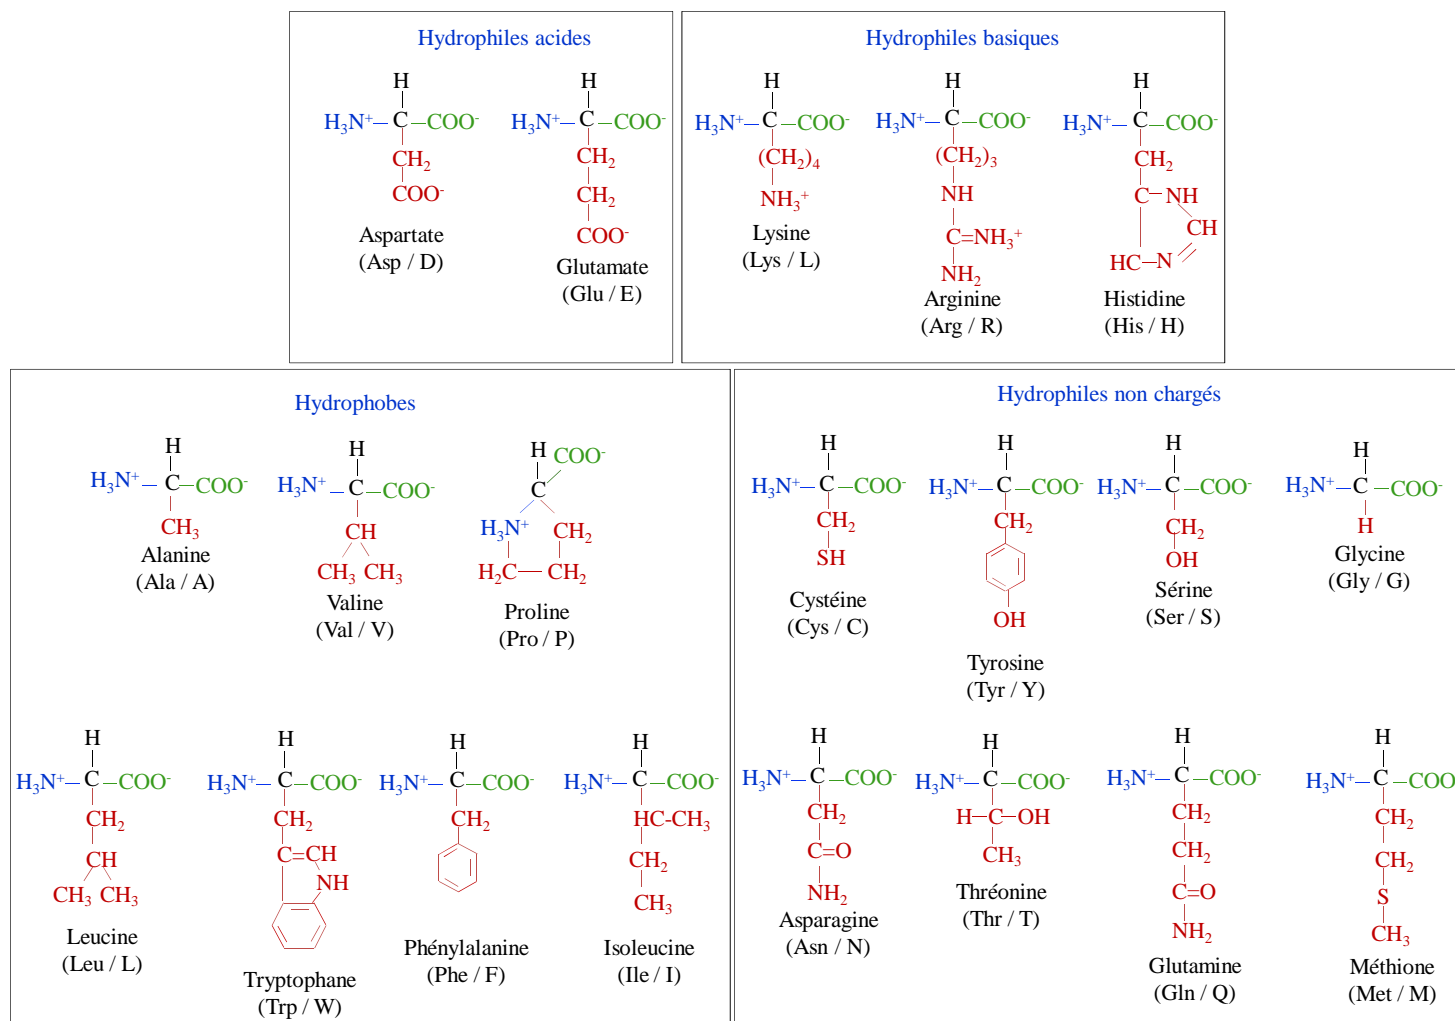 Hydrophiles acides
H
H₃N⁺ C COO⁻
CH₂
COO⁻
Aspartate
(Asp / D)
H
H₃N⁺ C COO⁻
CH₂
CH₂
COO⁻
Glutamate
(Glu / E)
Hydrophiles basiques
H
H₃N⁺ C COO⁻
(CH₂)₄
NH₃⁺
Lysine
(Lys / L)
H
H₃N⁺ C COO⁻
(CH₂)₃
NH
C=NH₃⁺
NH₂
Arginine
(Arg / R)
H
H₃N⁺ C COO⁻
CH₂
C NH
CH
HC N
Histidine
(His / H)
Hydrophobes
H
H₃N⁺ C COO⁻
CH₃
Alanine
(Ala / A)
H
H₃N⁺ C COO⁻
CH
CH₃ CH₃
Valine
(Val / V)
H COO⁻
C
H₃N⁺ CH₂
H₂C CH₂
Proline
(Pro / P)
H
H₃N⁺ C COO⁻
CH₂
CH
CH₃ CH₃
Leucine
(Leu / L)
H
H₃N⁺ C COO⁻
CH₂
C=CH
NH
Tryptophane
(Trp / W)
H
H₃N⁺ C COO⁻
CH₂
Phénylalanine
(Phe / F)
H
H₃N⁺ C COO⁻
HC-CH₃
CH₂
CH₃
Isoleucine
(Ile / I)
Hydrophiles non chargés
H
H₃N⁺ C COO⁻
CH₂
SH
Cystéine
(Cys / C)
H
H₃N⁺ C COO⁻
CH₂
OH
Tyrosine
(Tyr / Y)
H
H₃N⁺ C COO⁻
CH₂
OH
Sérine
(Ser / S)
H
H₃N⁺ C COO⁻
H
Glycine
(Gly / G)
H
H₃N⁺ C COO⁻
CH₂
C=O
NH₂
Asparagine
(Asn / N)
H
H₃N⁺ C COO⁻
H C OH
CH₃
Thréonine
(Thr / T)
H
H₃N⁺ C COO⁻
CH₂
CH₂
C=O
NH₂
Glutamine
(Gln / Q)
H
H₃N⁺ C COO
CH₂
CH₂
S
CH₃
Méthione
(Met / M)